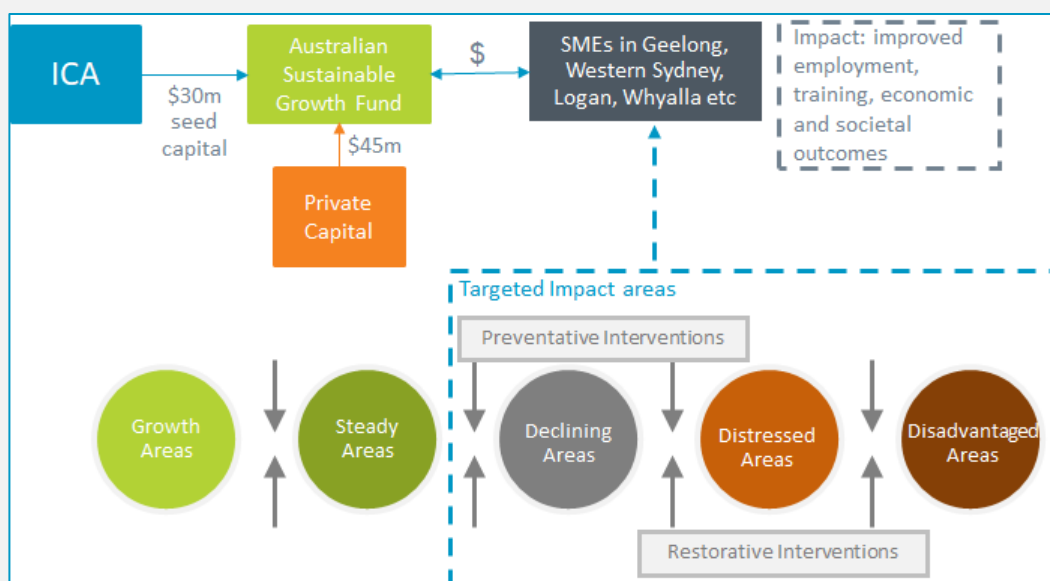 ICA
$30m
seed
capital
Australian
Sustainable
Growth Fund
$
SMEs in Geelong,
Western Sydney,
Logan, Whyalla etc
Impact: improved
employment,
training, economic
and societal
outcomes
$45m
Private
Capital
Targeted Impact areas
Preventative Interventions
Growth
Areas
Steady
Areas
Declining
Areas
Distressed
Areas
Disadvantaged
Areas
Restorative Interventions